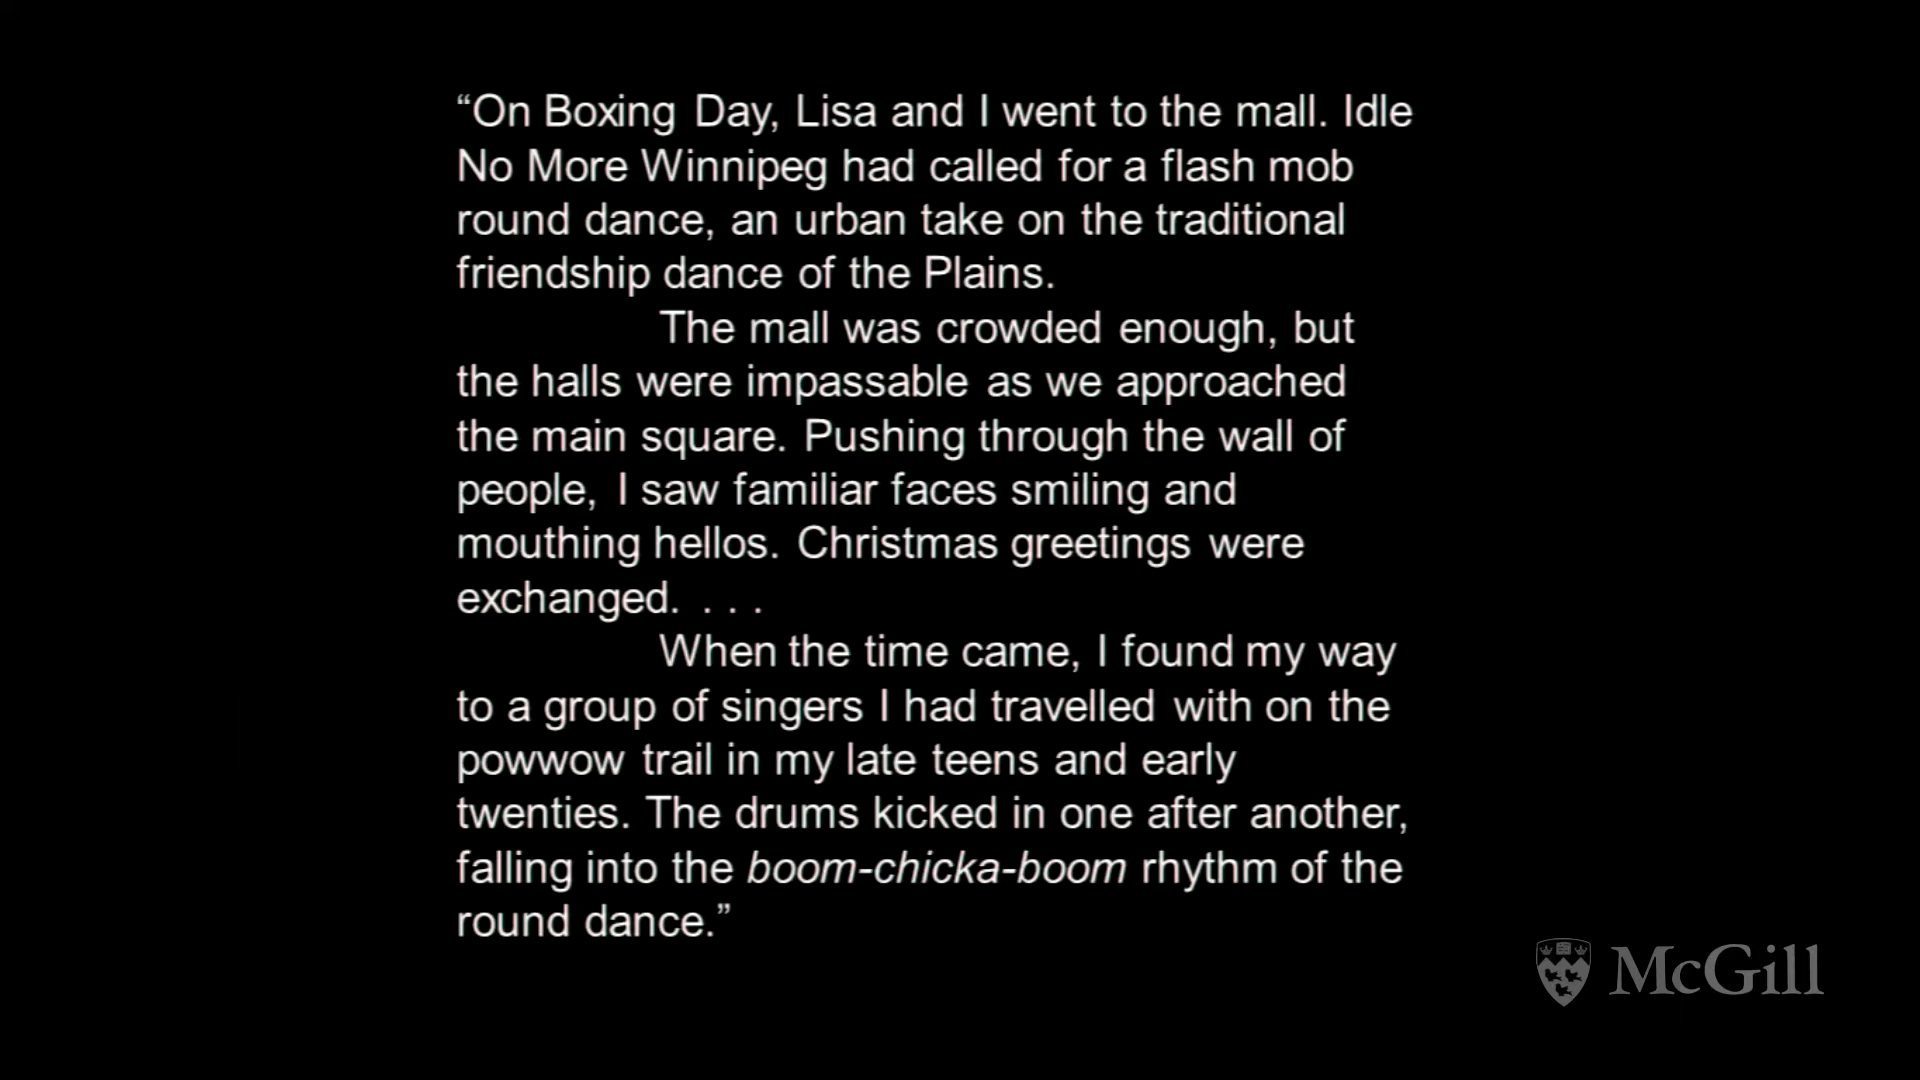 “On Boxing Day, Lisa and I went to the mall. Idle
No More Winnipeg had called for a flash mob
round dance, an urban take on the traditional
friendship dance of the Plains.
The mall was crowded enough, but
the halls were impassable as we approached
the main square. Pushing through the wall of
people, I saw familiar faces smiling and
mouthing hellos. Christmas greetings were
exchanged. . . .
When the time came, I found my way
to a group of singers I had travelled with on the
powwow trail in my late teens and early
twenties. The drums kicked in one after another,
falling into the boom-chicka-boom rhythm of the
round dance.”
McGill